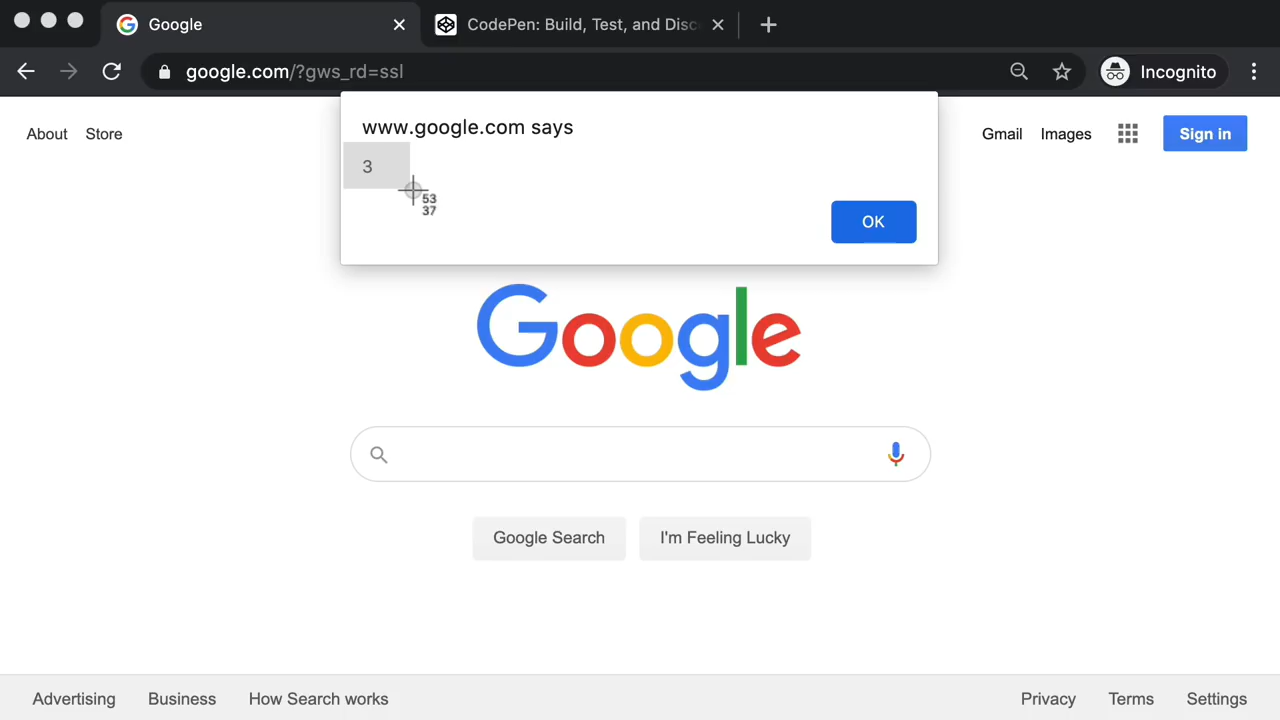 Google
CodePen: Build, Test, and Disc
google.com/?gws_rd=ssl
Incognito
About Store
www.google.com says
Gmail Images
Sign in
3
53
37
OK
Google
Google Search
I'm Feeling Lucky
Advertising Business How Search works
Privacy Terms Settings